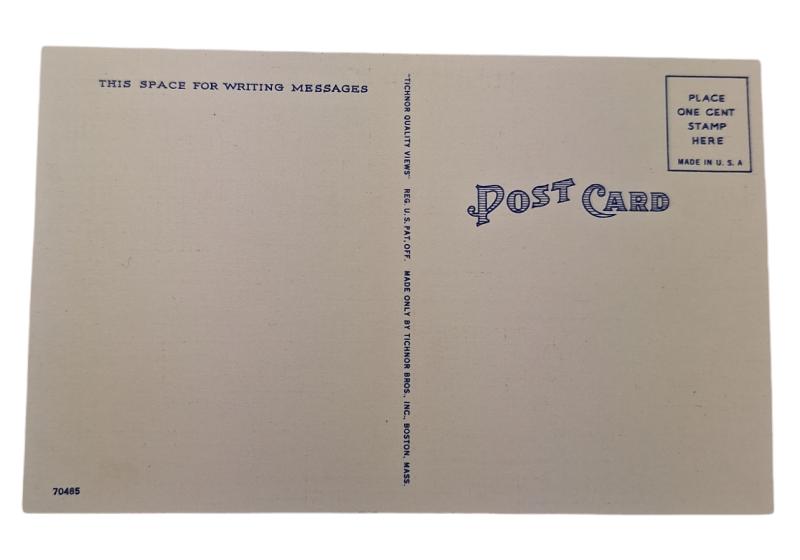 THIS SPACE FOR WRITING MESSAGES
"TICHNOR QUALITY VIEWS" REG. U.S. PAT. OFF. MADE ONLY BY TICHNOR BROS., INC., BOSTON, MASS.
PLACE
ONE CENT
STAMP
HERE
MADE IN U. S. A
POST CARD
70485